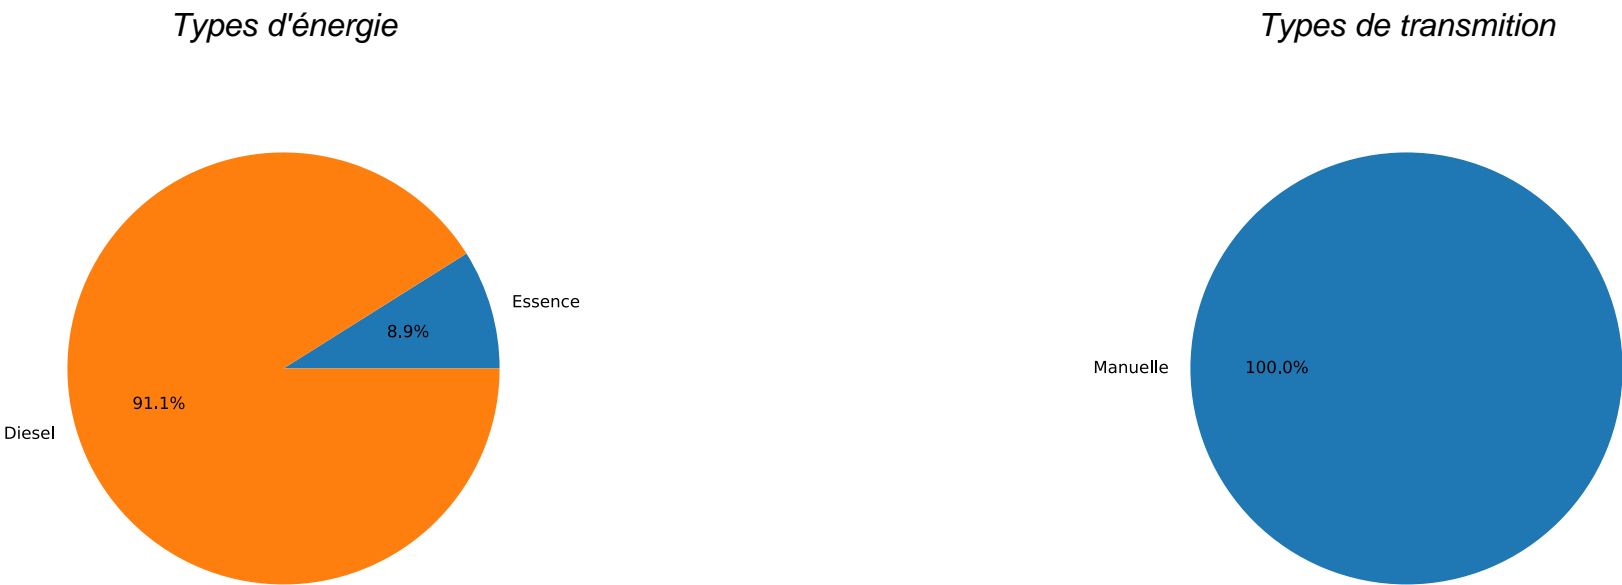 Types d'énergie
Types de transmition
Essence
8.9%
91.1%
Diesel
Manuelle
100.0%